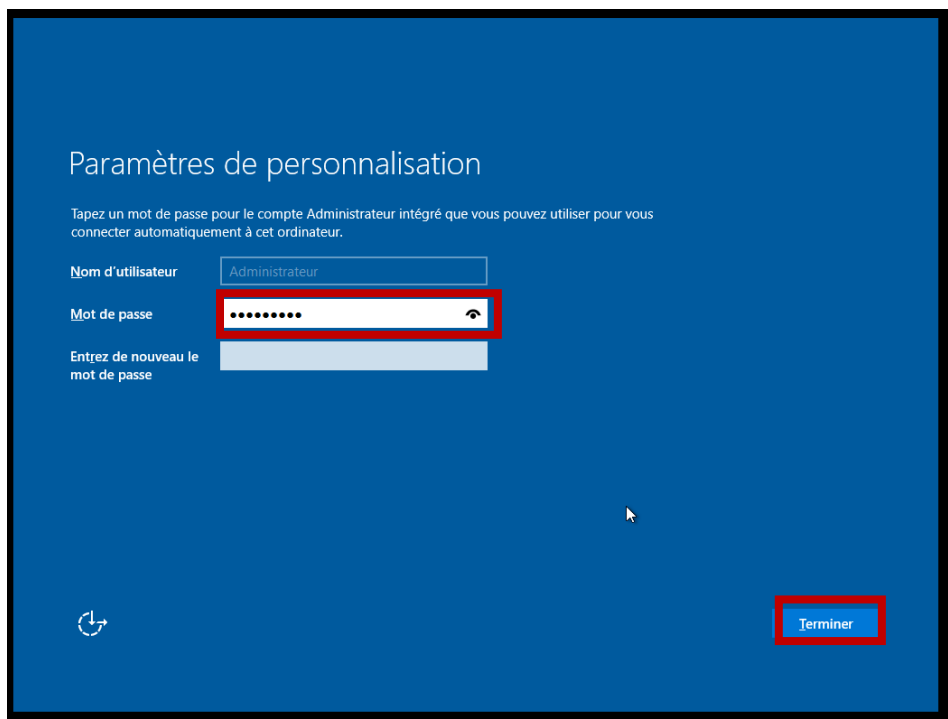 Paramètres de personnalisation
Tapez un mot de passe pour le compte Administrateur intégré que vous pouvez utiliser pour vous
connecter automatiquement à cet ordinateur.
Nom d'utilisateur
Administrateur
Mot de passe
•••••••••
Entrez de nouveau le
mot de passe
Terminer